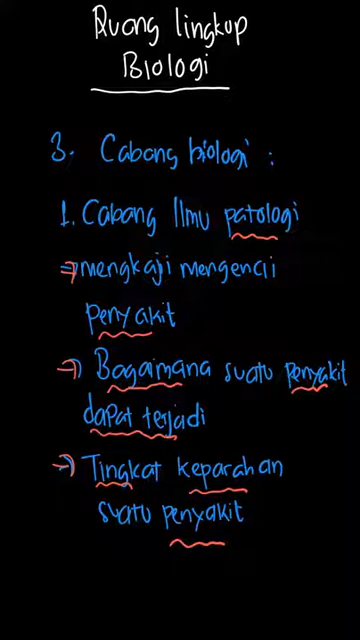 Ruang lingkup
Biologi
3. Cabang biologi :
1. Cabang Ilmu patologi
⇒ mengkaji mengenai
penyakit
→ Bagaimana suatu penyakit
dapat terjadi
→ Tingkat keparahan
suatu penyakit